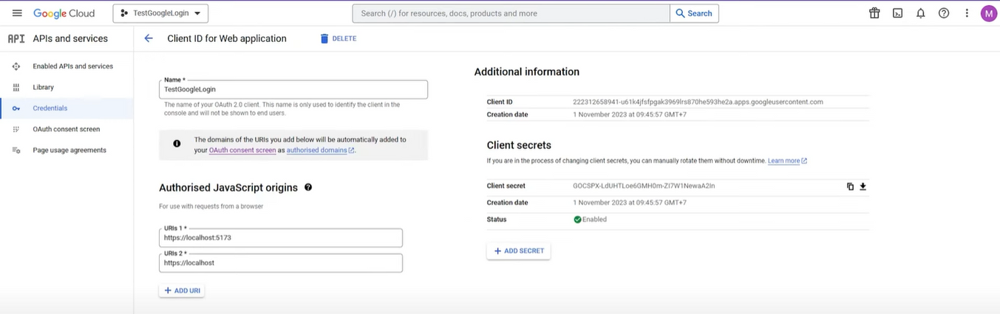 Google Cloud
TestGoogleLogin
Search (/) for resources, docs, products and more
Search
M
API APIs and services
Client ID for Web application
DELETE
Enabled APIs and services
Library
Credentials
OAuth consent screen
Page usage agreements
Name *
TestGoogleLogin
The name of your OAuth 2.0 client. This name is only used to identify the client in the
console and will not be shown to end users.
The domains of the URIs you add below will be automatically added to
your OAuth consent screen as authorised domains.
Authorised JavaScript origins
For use with requests from a browser
URIs 1 *
https://localhost:5173
URIs 2 *
https://localhost
+ ADD URI
Additional information
Client ID
Creation date 1 November 2023 at 09:45:57 GMT+7
Client secrets
If you are in the process of changing client secrets, you can manually rotate them without downtime. Learn more
Client secret
Creation date 1 November 2023 at 09:45:57 GMT+7
Status Enabled
+ ADD SECRET